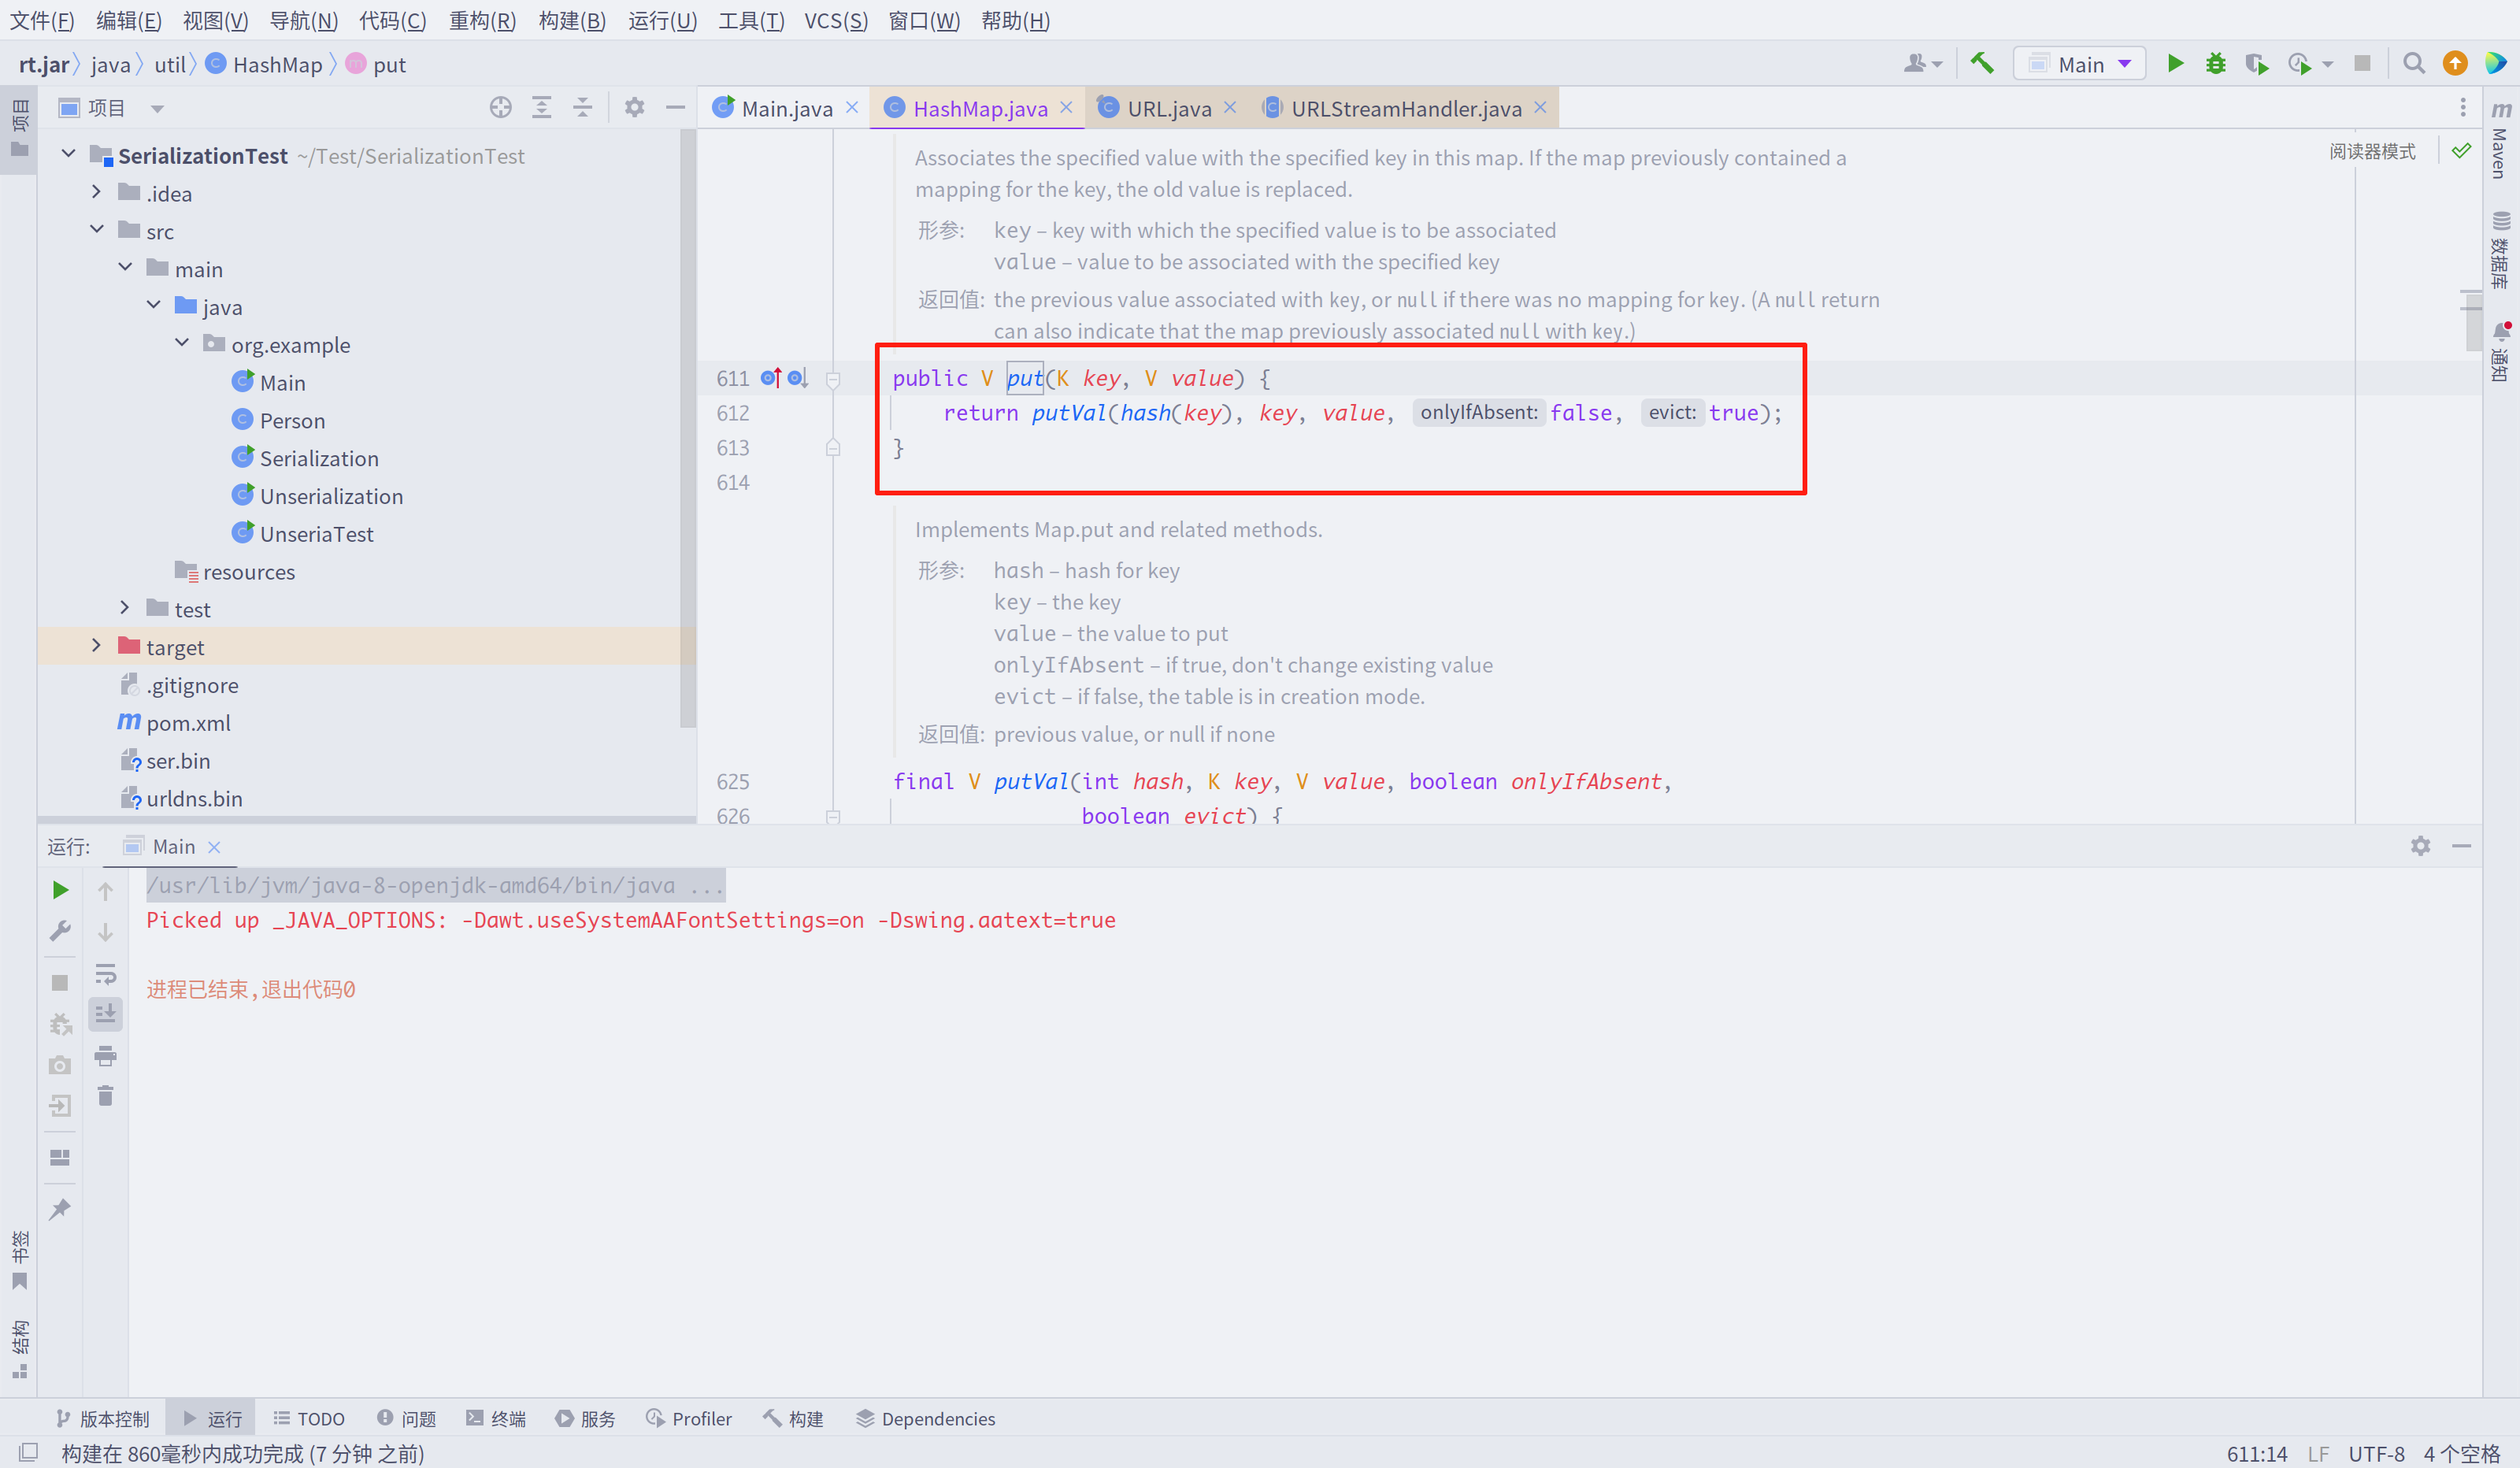 文件(F) 编辑(E) 视图(V) 导航(N) 代码(C) 重构(R) 构建(B) 运行(U) 工具(T) VCS(S) 窗口(W) 帮助(H)
rt.jar java util HashMap put
Main
项目
项目
Main.java HashMap.java URL.java URLStreamHandler.java
SerializationTest ~/Test/SerializationTest
.idea
src
main
java
org.example
Main
Person
Serialization
Unserialization
UnseriaTest
resources
test
target
.gitignore
pom.xml
ser.bin
urldns.bin
阅读器模式
Associates the specified value with the specified key in this map. If the map previously contained a
mapping for the key, the old value is replaced.
形参: key – key with which the specified value is to be associated
value – value to be associated with the specified key
返回值: the previous value associated with key, or null if there was no mapping for key. (A null return
can also indicate that the map previously associated null with key.)
611 public V put(K key, V value) {
612 return putVal(hash(key), key, value, onlyIfAbsent: false, evict: true);
613 }
614
Implements Map.put and related methods.
形参: hash – hash for key
key – the key
value – the value to put
onlyIfAbsent – if true, don't change existing value
evict – if false, the table is in creation mode.
返回值: previous value, or null if none
625 final V putVal(int hash, K key, V value, boolean onlyIfAbsent,
626 boolean evict) {
Maven
数据库
通知
运行: Main
/usr/lib/jvm/java-8-openjdk-amd64/bin/java ...
Picked up _JAVA_OPTIONS: -Dawt.useSystemAAFontSettings=on -Dswing.aatext=true
进程已结束,退出代码0
书签
结构
版本控制 运行 TODO 问题 终端 服务 Profiler 构建 Dependencies
构建在 860毫秒内成功完成 (7 分钟 之前)
611:14 LF UTF-8 4 个空格